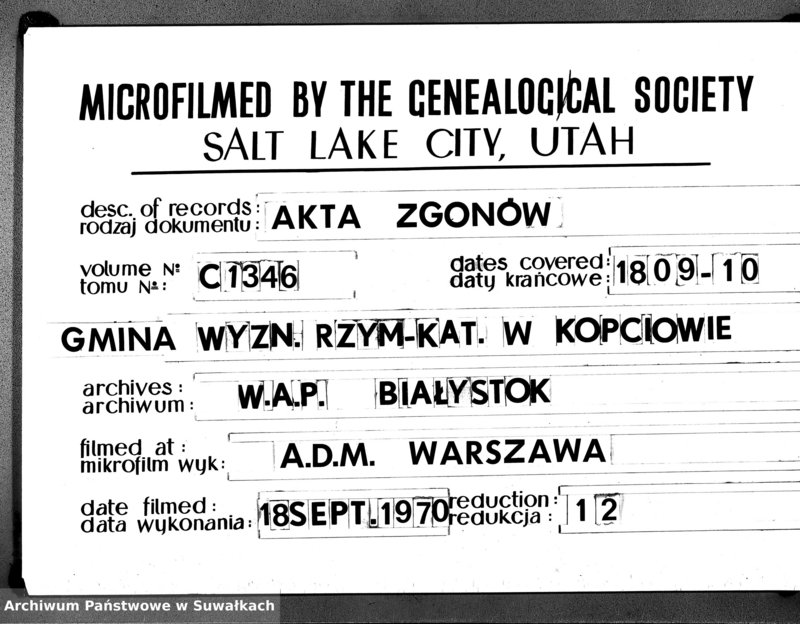 MICROFILMED BY THE GENEALOGICAL SOCIETY
SALT LAKE CITY, UTAH
desc. of records:
rodzaj dokumentu:
AKTA ZGONÓW
volume Nº
tomu Nº:
C1346
dates covered:
daty krańcowe:
1809-10
GMINA WYZN. RZYM-KAT. W KOPCIOWIE
archives:
archiwum:
W.A.P. BIAŁYSTOK
filmed at:
mikrofilm wyk:
A.D.M. WARSZAWA
date filmed:
data wykonania:
18SEPT.1970
reduction:
redukcja:
12
Archiwum Państwowe w Suwałkach